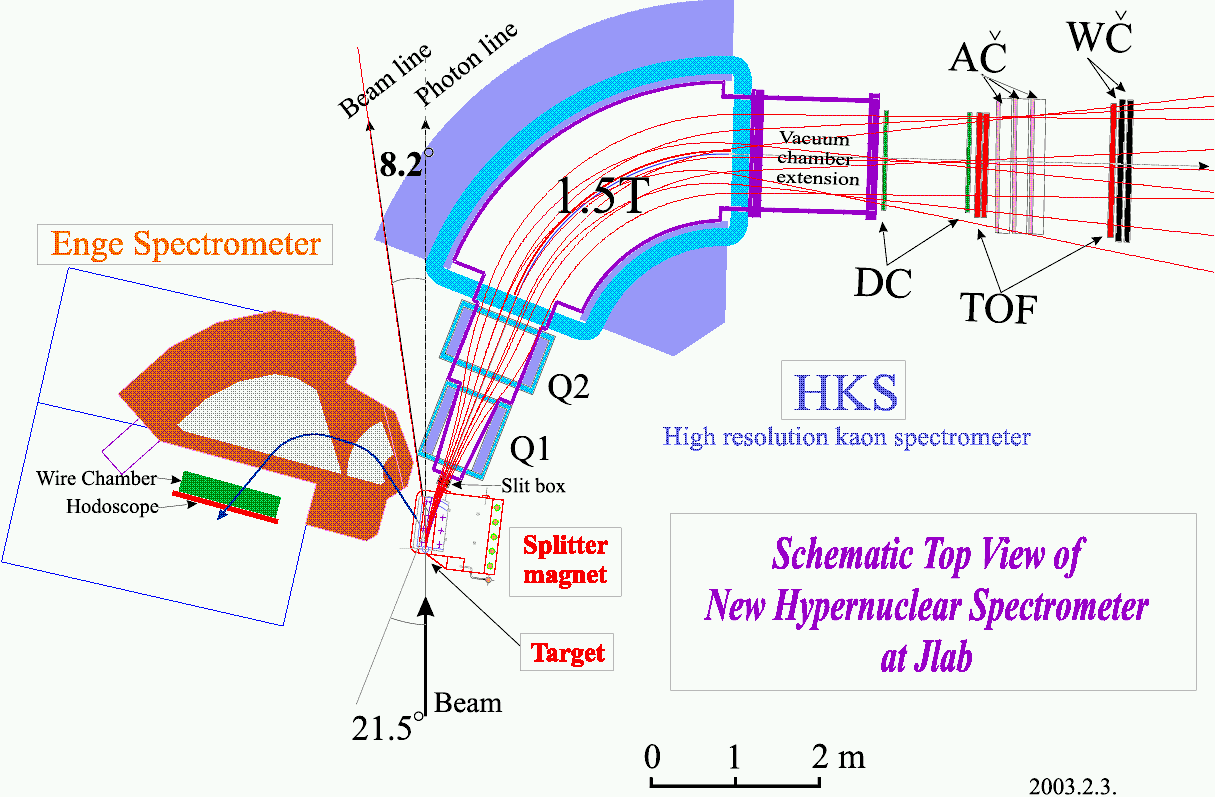 Beam line
Photon line
8.2°
AČ
WČ
Vacuum
chamber
extension
1.5T
Enge Spectrometer
DC
TOF
Q2
HKS
High resolution kaon spectrometer
Q1
Wire Chamber
Hodoscope
Slit box
Splitter
magnet
Target
Schematic Top View of
New Hypernuclear Spectrometer
at Jlab
Beam
21.5°
0 1 2 m
2003.2.3.